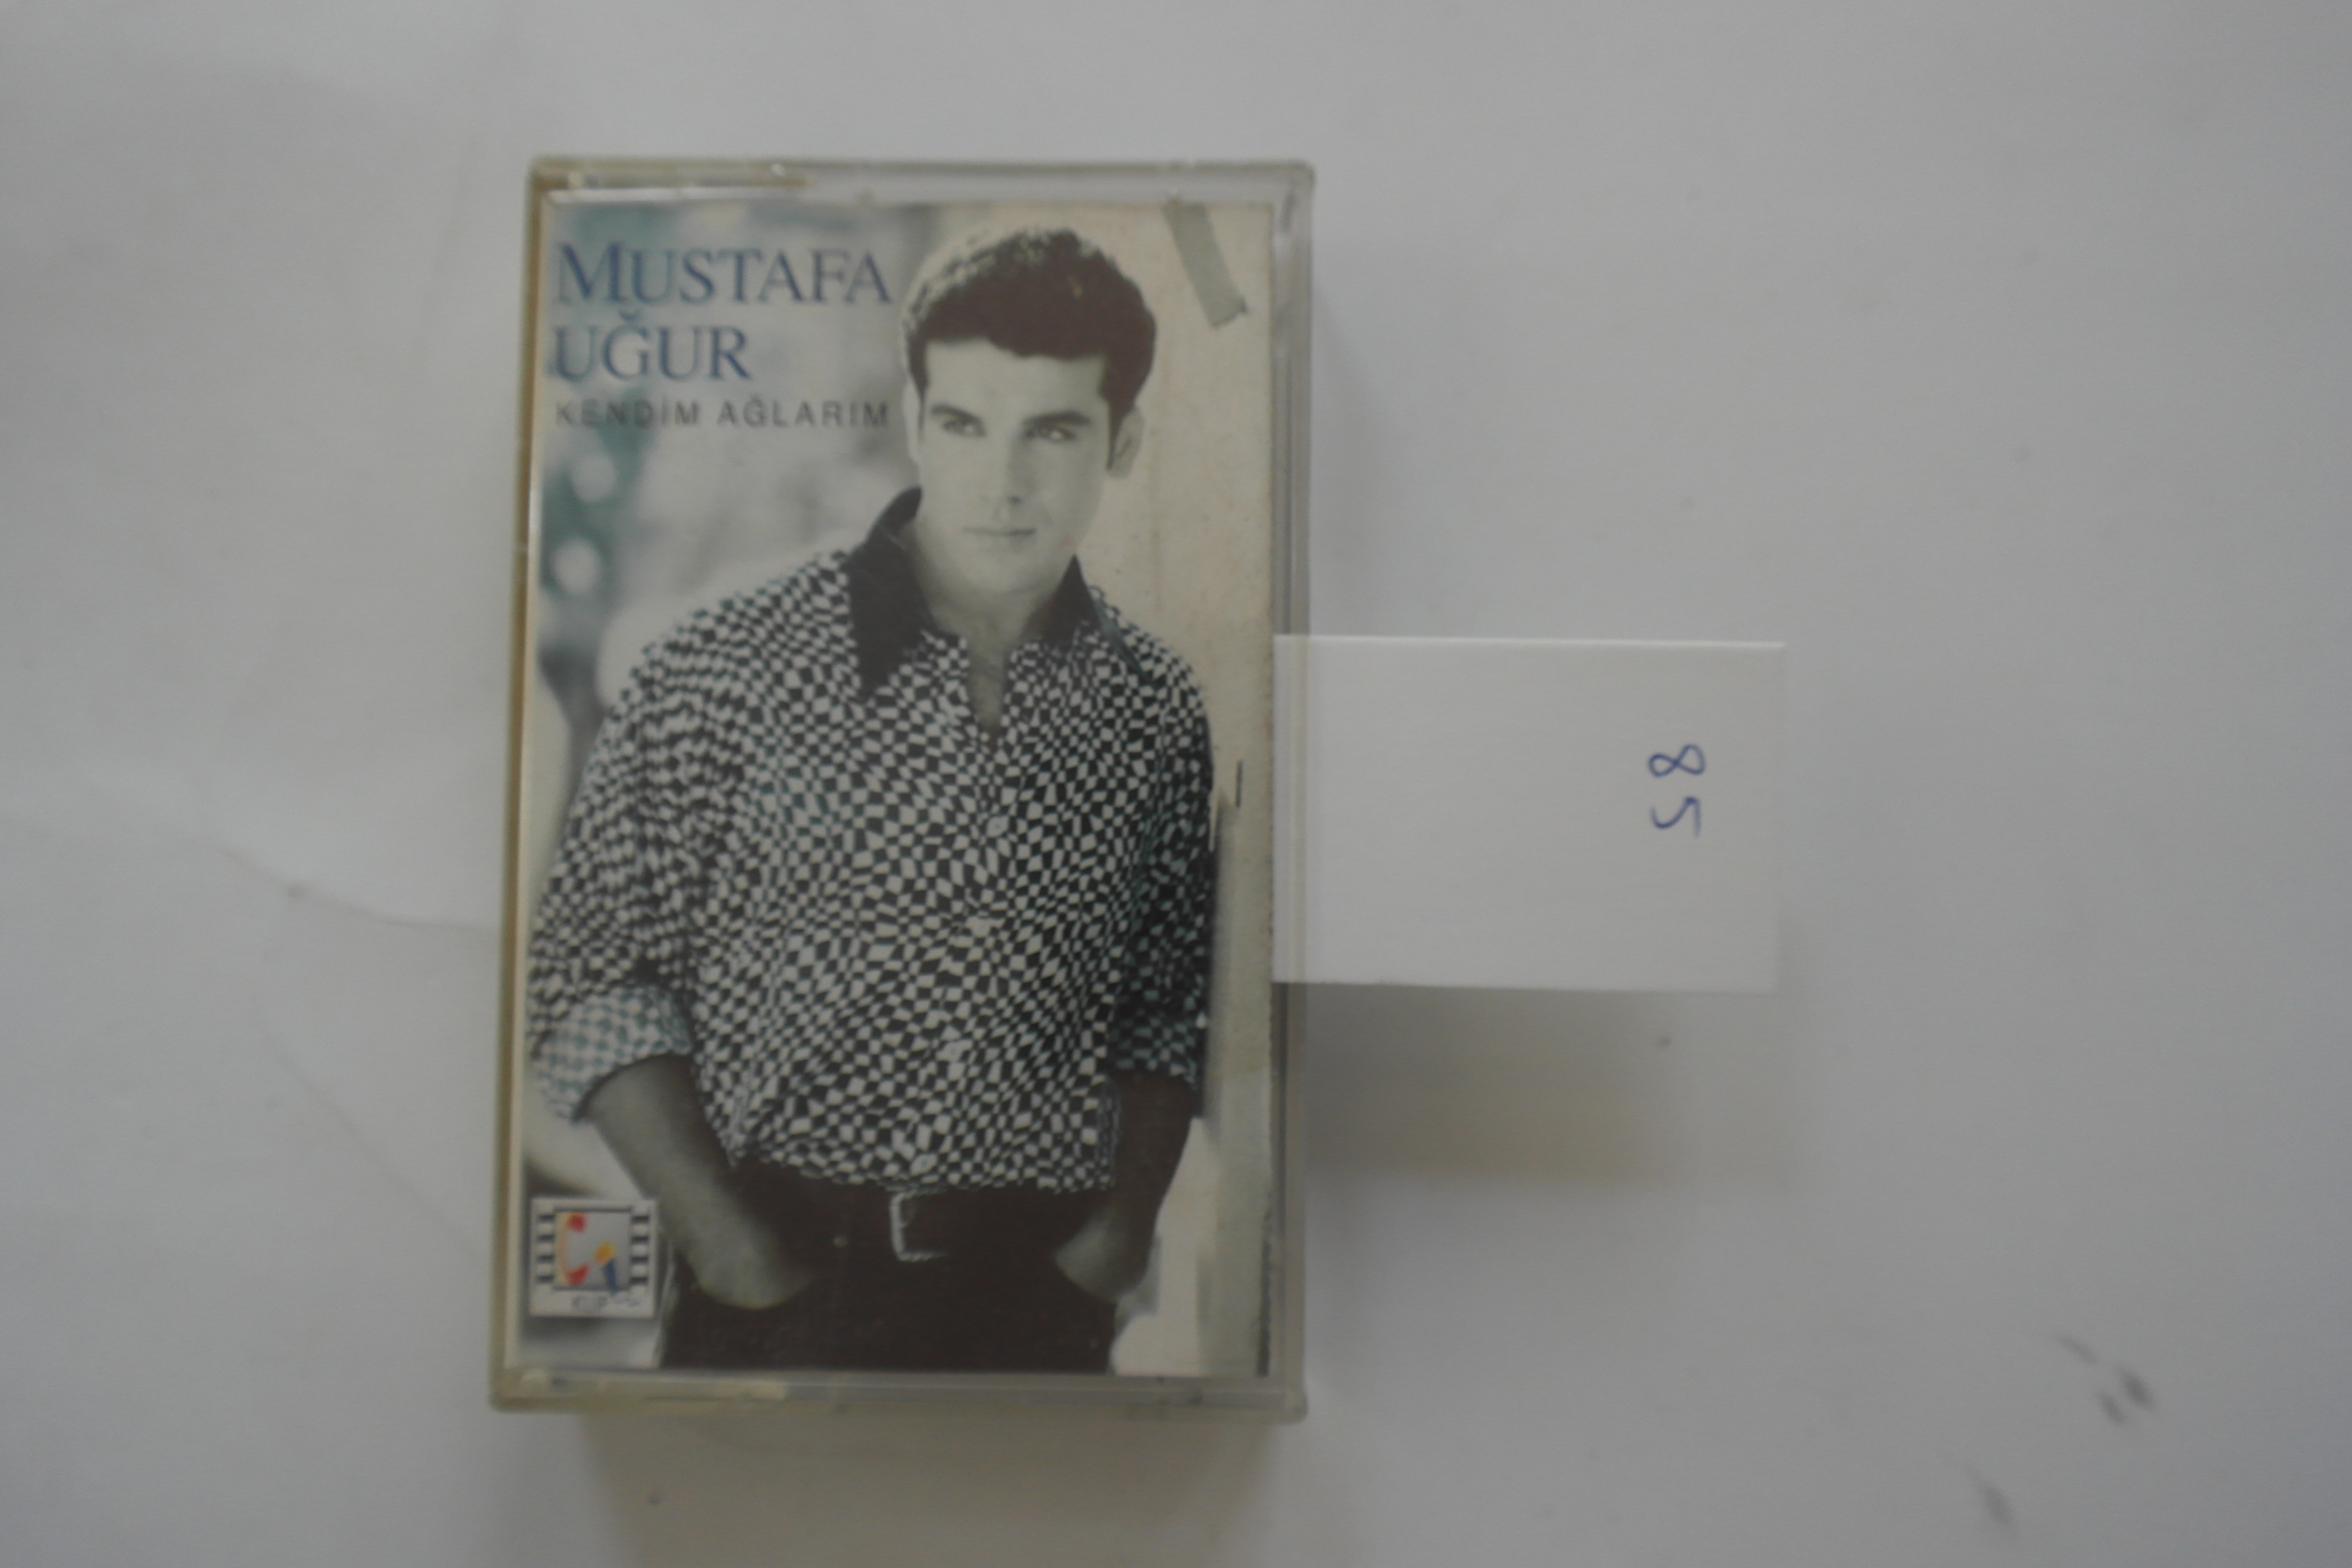 MUSTAFA
UĞUR
KENDİM AĞLARIM
85